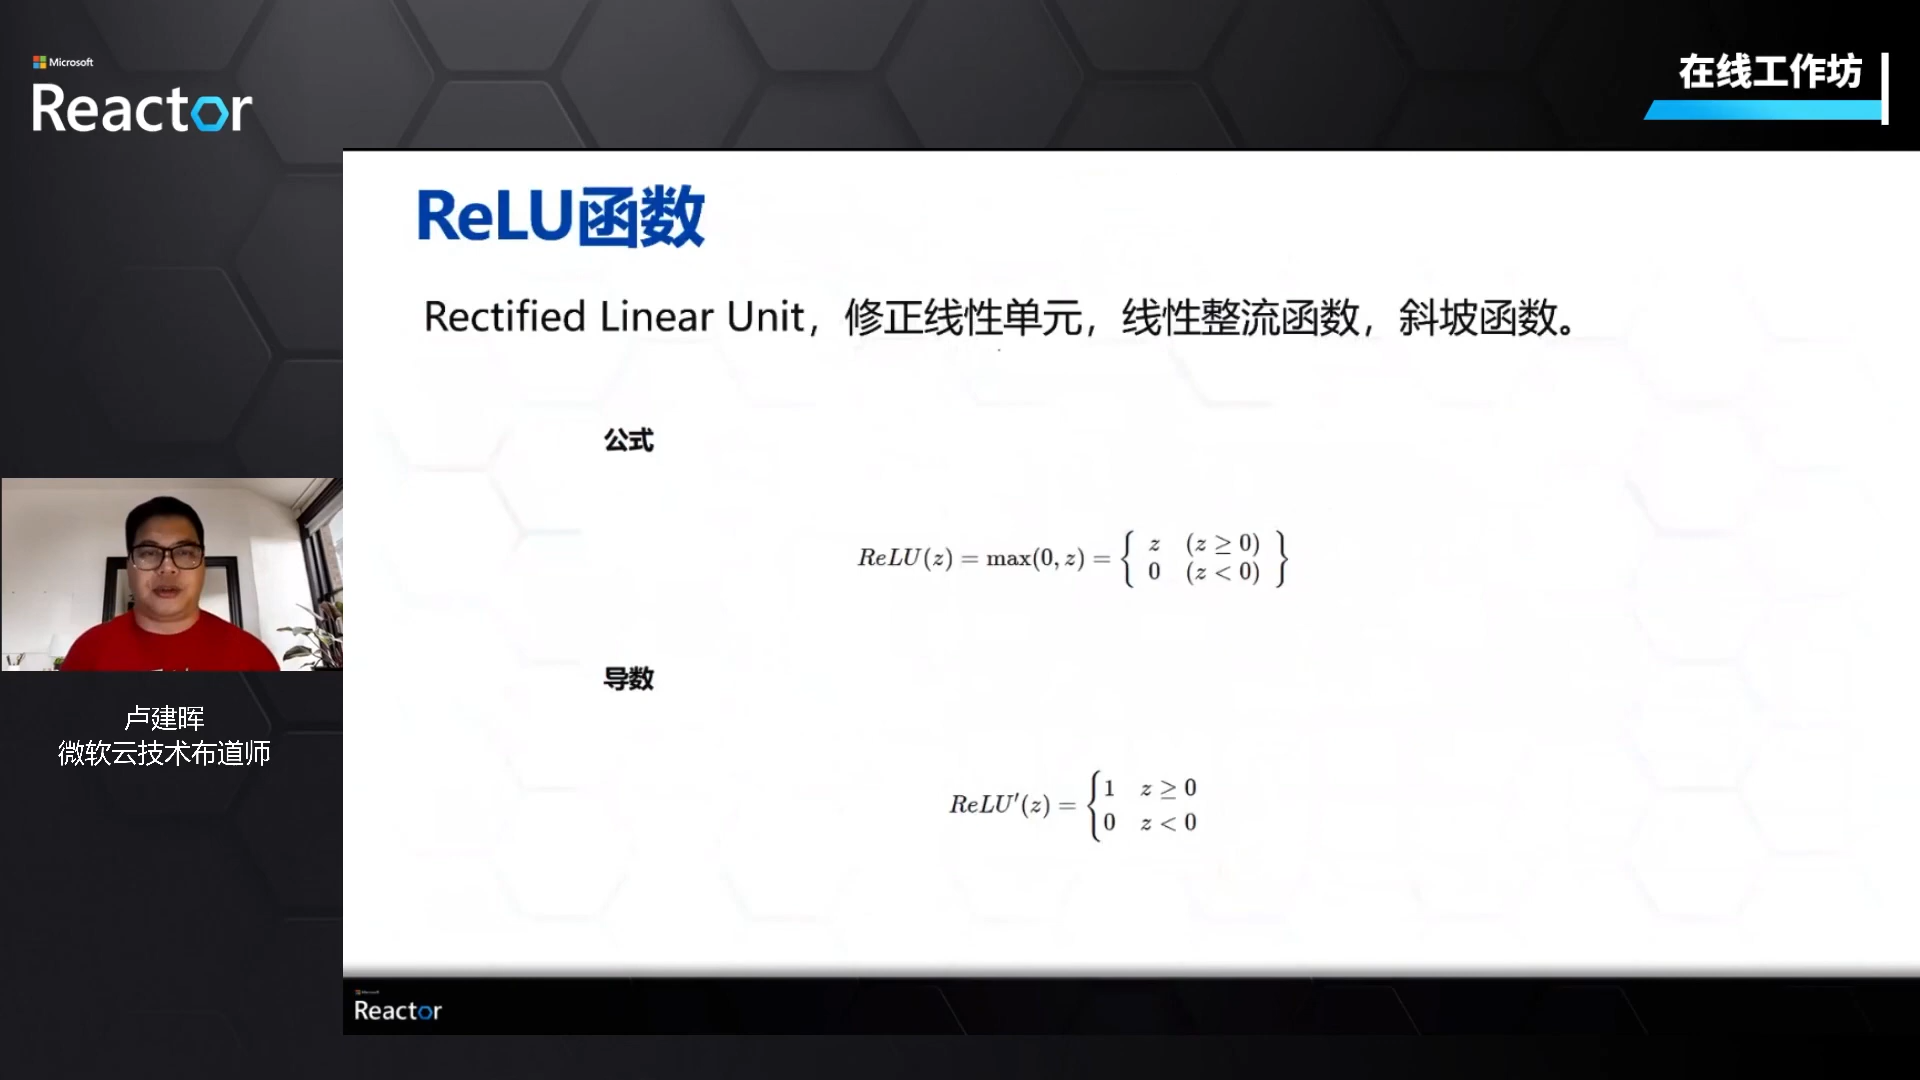 Microsoft
Reactor
在线工作坊
ReLU函数
Rectified Linear Unit，修正线性单元，线性整流函数，斜坡函数。
公式
ReLU(z) = max(0, z) = { z (z ≥ 0)
0 (z < 0) }
导数
ReLU′(z) = { 1 z ≥ 0
0 z < 0
卢建晖
微软云技术布道师
Microsoft
Reactor